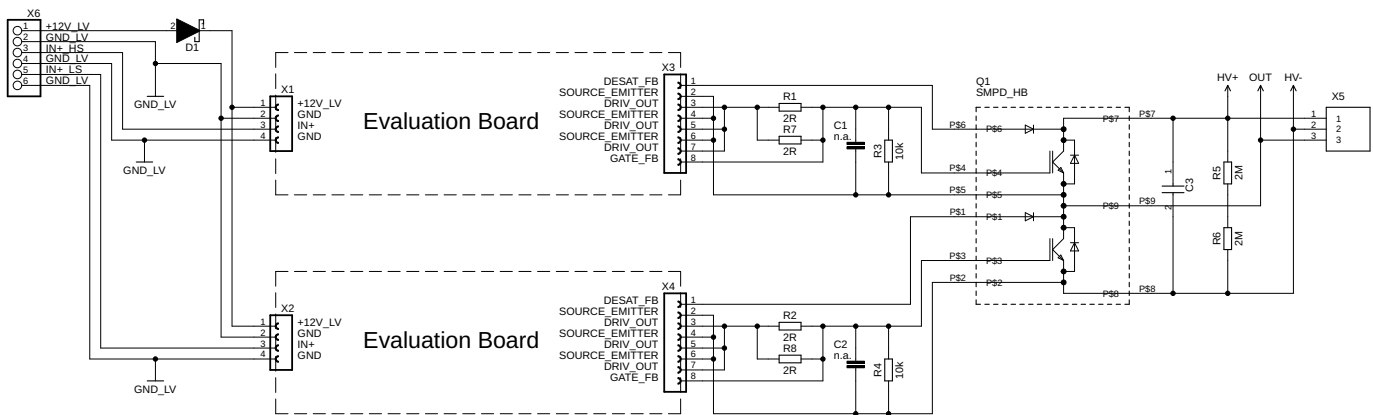 X6
1 +12V_LV
2 GND_LV
3 IN+_HS
4 GND_LV
5 IN+_LS
6 GND_LV
2 1
D1
GND_LV
GND_LV
X1
1 +12V_LV
2 GND
3 IN+
4 GND
Evaluation Board
X3
DESAT_FB 1
SOURCE_EMITTER 2
DRIV_OUT 3
SOURCE_EMITTER 4
DRIV_OUT 5
SOURCE_EMITTER 6
DRIV_OUT 7
GATE_FB 8
R1
2R
R7
2R
C1
n.a.
R3
10k
Q1
SMPD_HB
P$6 P$6
P$4 P$4
P$5 P$5
P$1 P$1
P$3 P$3
P$2 P$2
P$7 P$7
P$9 P$9
P$8 P$8
1
C3
2
HV+ OUT HV-
R5
2M
R6
2M
X5
1 1
2 2
3 3
GND_LV
X2
1 +12V_LV
2 GND
3 IN+
4 GND
Evaluation Board
X4
DESAT_FB 1
SOURCE_EMITTER 2
DRIV_OUT 3
SOURCE_EMITTER 4
DRIV_OUT 5
SOURCE_EMITTER 6
DRIV_OUT 7
GATE_FB 8
R2
2R
R8
2R
C2
n.a.
R4
10k